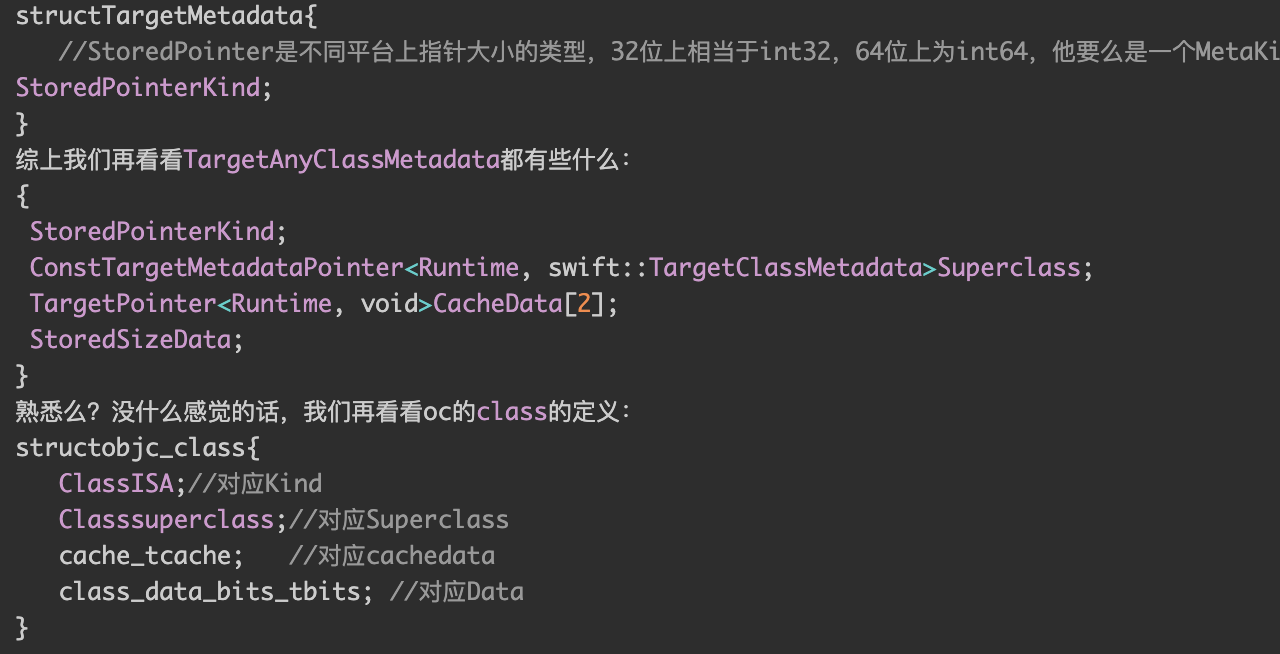 structTargetMetadata{
//StoredPointer是不同平台上指针大小的类型，32位上相当于int32，64位上为int64，他要么是一个MetaKi
StoredPointerKind;
}
综上我们再看看TargetAnyClassMetadata都有些什么：
{
StoredPointerKind;
ConstTargetMetadataPointer<Runtime, swift::TargetClassMetadata>Superclass;
TargetPointer<Runtime, void>CacheData[2];
StoredSizeData;
}
熟悉么？没什么感觉的话，我们再看看oc的class的定义：
structobjc_class{
ClassISA;//对应Kind
Classsuperclass;//对应Superclass
cache_tcache; //对应cachedata
class_data_bits_tbits; //对应Data
}